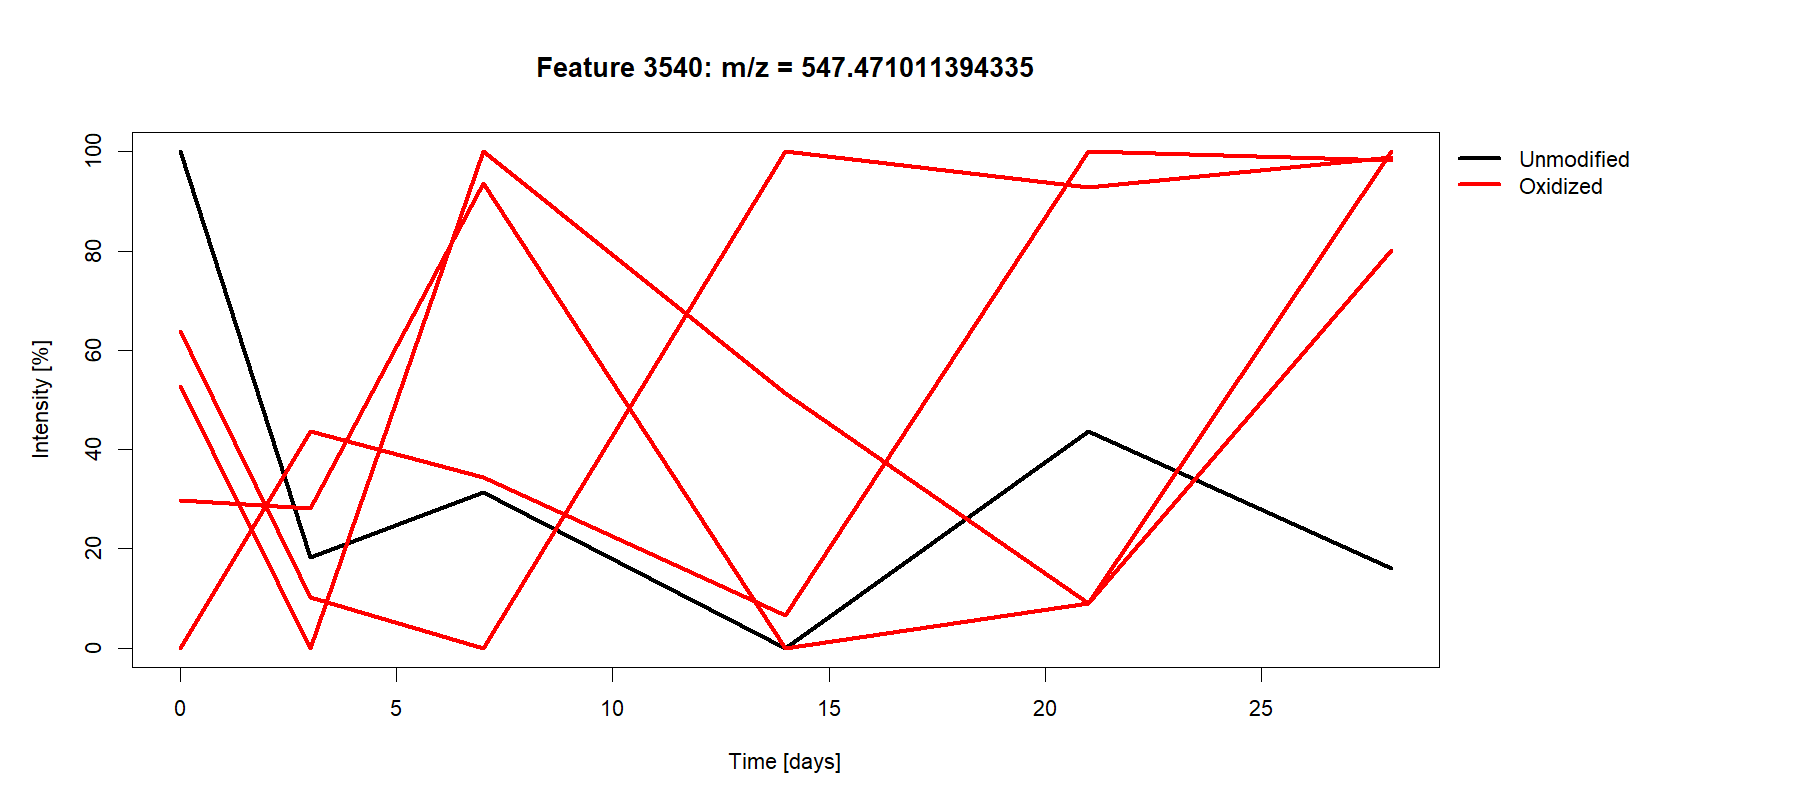 Feature 3540: m/z = 547.471011394335
Unmodified
Oxidized
Intensity [%]
100
80
60
40
20
0
0 5 10 15 20 25
Time [days]